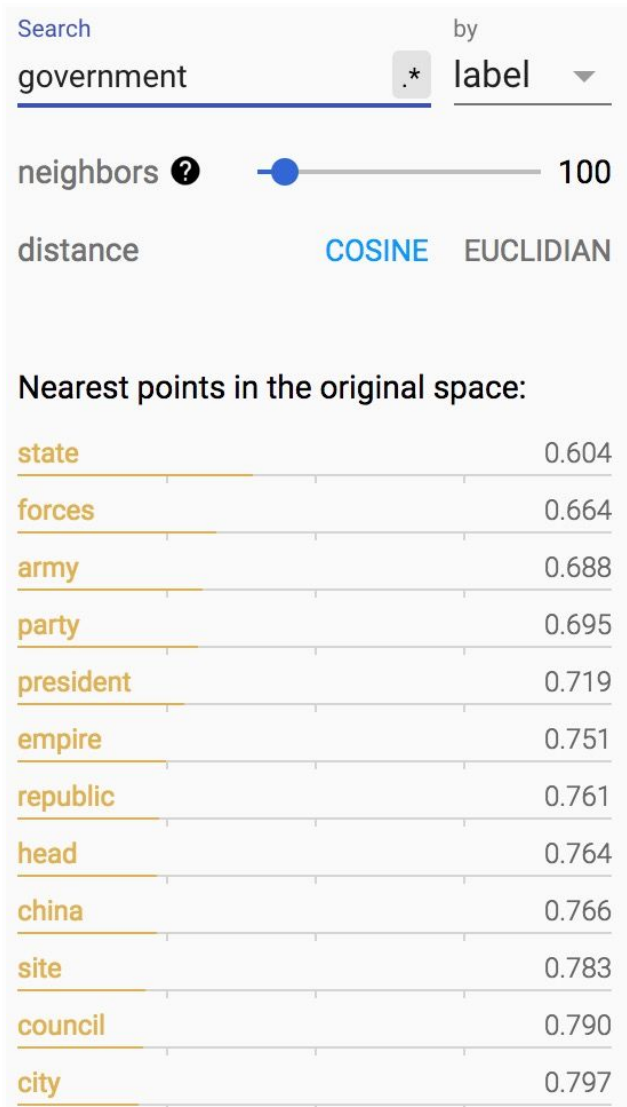 Search by
government .* label
neighbors ? 100
distance COSINE EUCLIDIAN
Nearest points in the original space:
state 0.604
forces 0.664
army 0.688
party 0.695
president 0.719
empire 0.751
republic 0.761
head 0.764
china 0.766
site 0.783
council 0.790
city 0.797